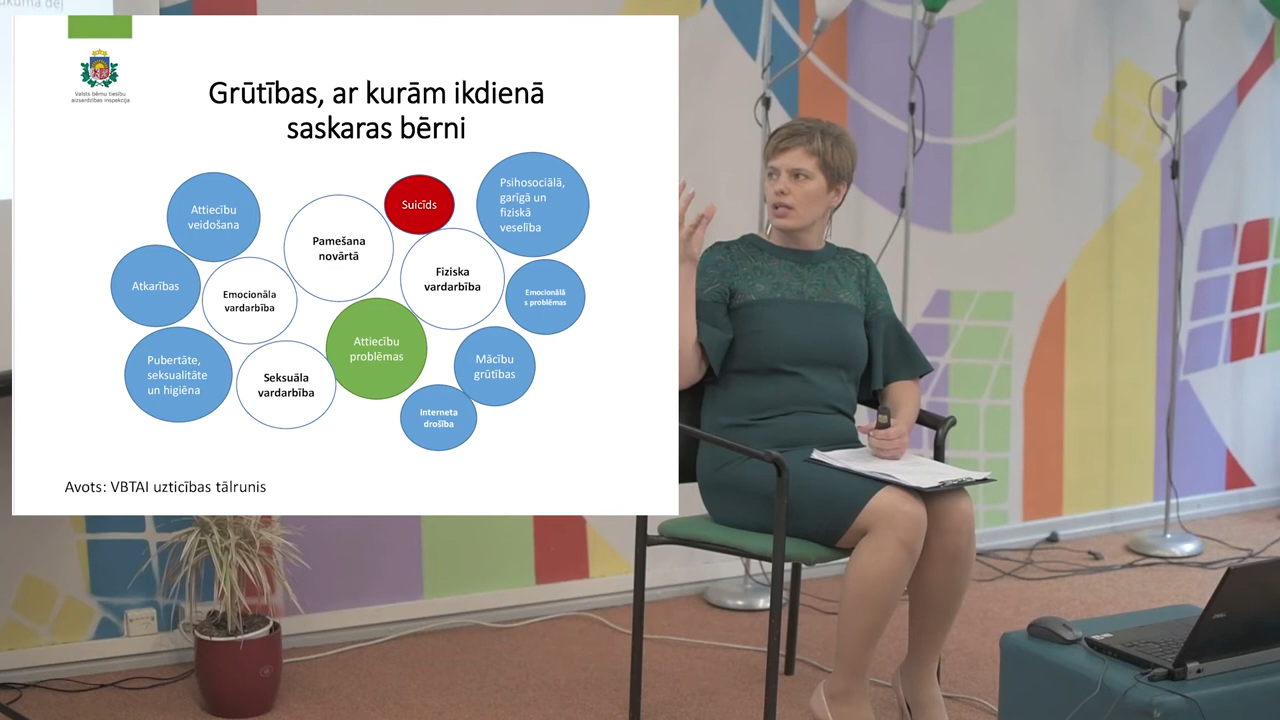 Valsts bērnu tiesību
aizsardzības inspekcija
Grūtības, ar kurām ikdienā
saskaras bērni
Attiecību
veidošana
Pamešana
novārtā
Suicīds
Psihosociālā,
garīgā un
fiziskā
veselība
Atkarības
Emocionāla
vardarbība
Fiziska
vardarbība
Emocionālā
s problēmas
Pubertāte,
seksualitāte
un higiēna
Seksuāla
vardarbība
Attiecību
problēmas
Mācību
grūtības
Interneta
drošība
Avots: VBTAI uzticības tālrunis